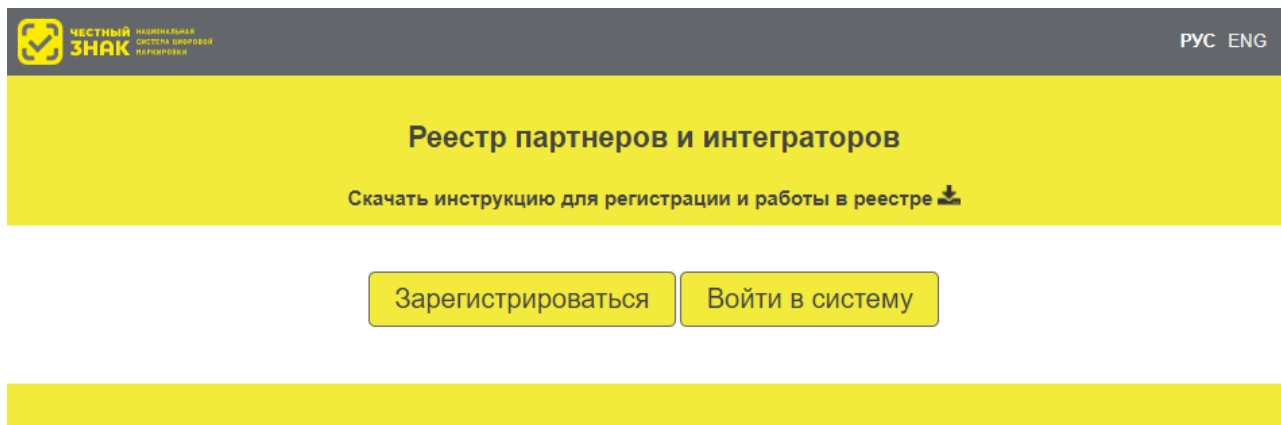 ЧЕСТНЫЙ
ЗНАК
НАЦИОНАЛЬНАЯ
СИСТЕМА ЦИФРОВОЙ
МАРКИРОВКИ
РУС ENG
Реестр партнеров и интеграторов
Скачать инструкцию для регистрации и работы в реестре
Зарегистрироваться
Войти в систему